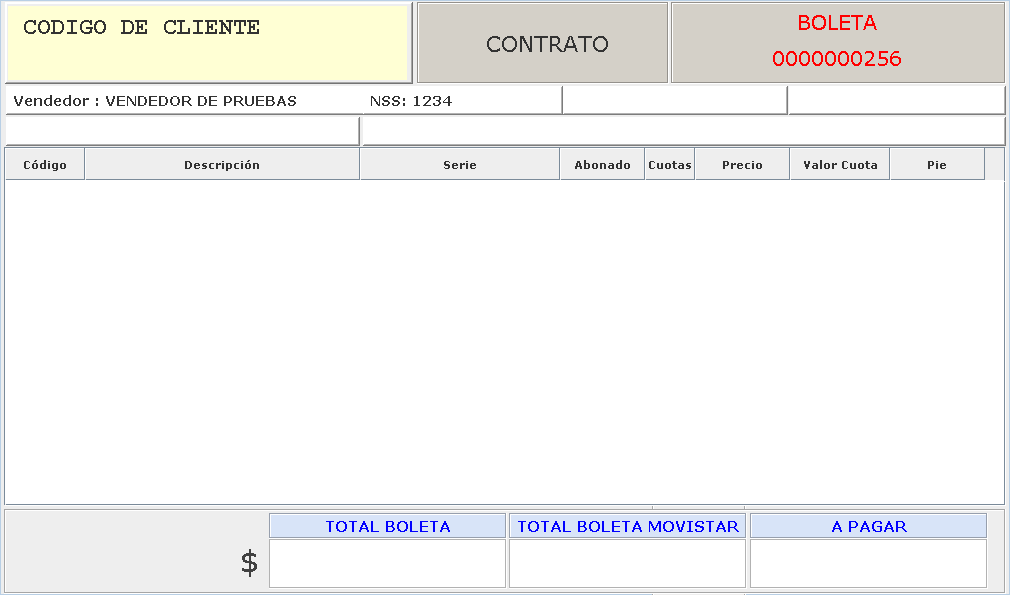 CODIGO DE CLIENTE
CONTRATO
BOLETA
0000000256
Vendedor : VENDEDOR DE PRUEBAS NSS: 1234
Código Descripción Serie Abonado Cuotas Precio Valor Cuota Pie
TOTAL BOLETA TOTAL BOLETA MOVISTAR A PAGAR
$